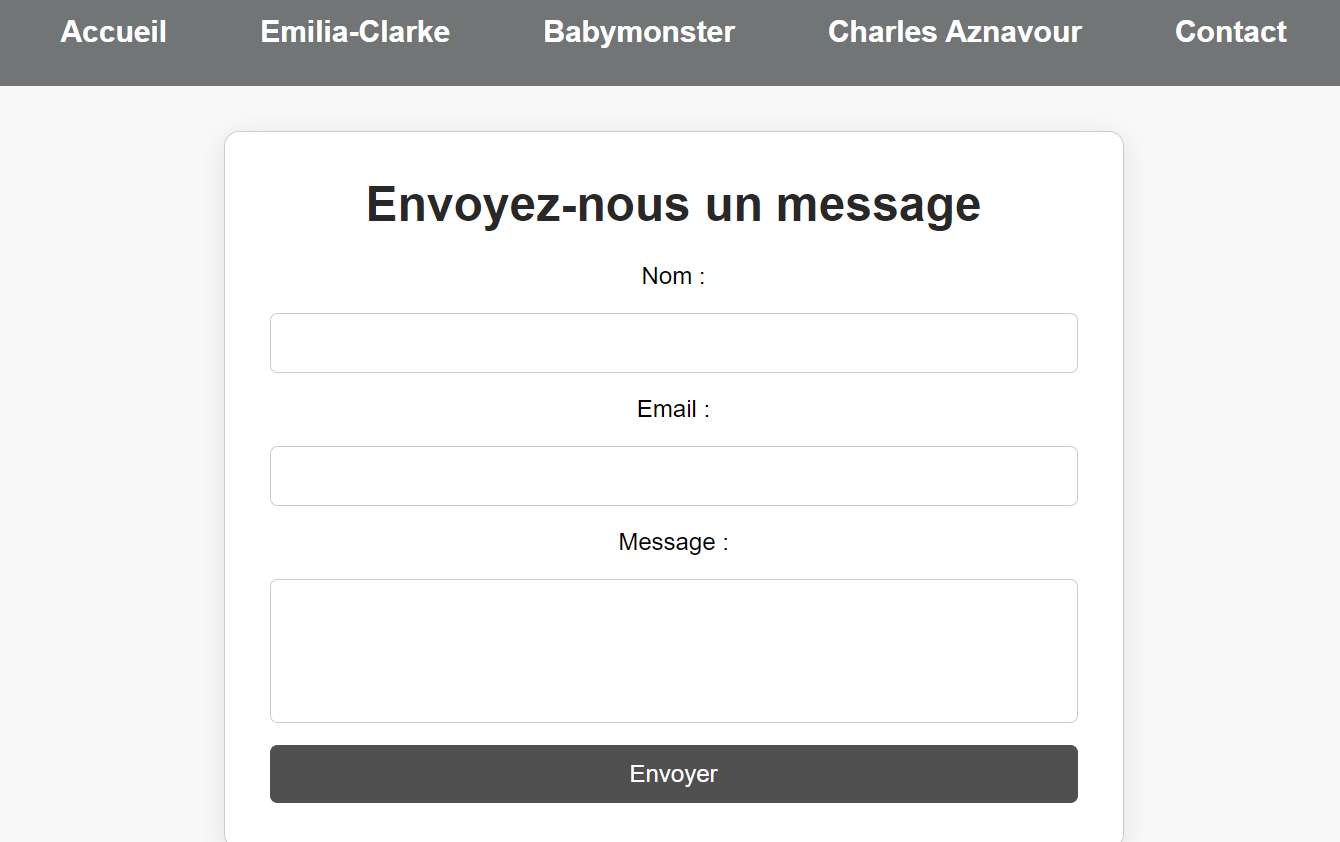 Accueil Emilia-Clarke Babymonster Charles Aznavour Contact
Envoyez-nous un message
Nom :
Email :
Message :
Envoyer